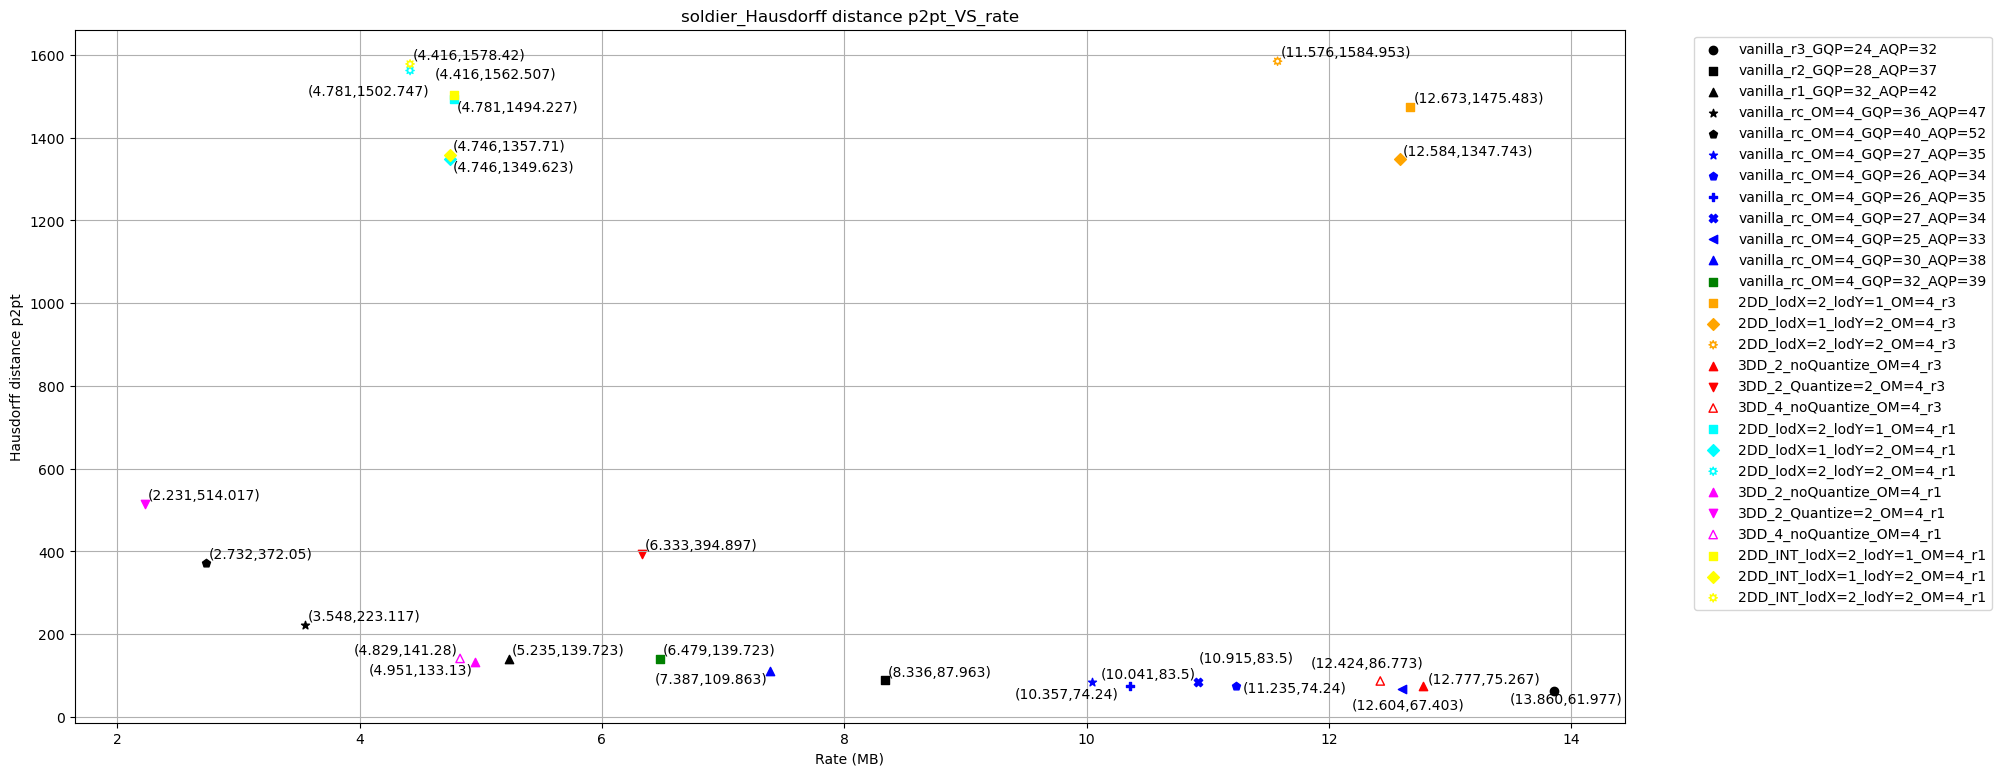 soldier_Hausdorff distance p2pt_VS_rate
Hausdorff distance p2pt
1600
1400
1200
1000
800
600
400
200
0
(4.416,1578.42)
(4.416,1562.507)
(4.781,1502.747)
(4.781,1494.227)
(4.746,1357.71)
(4.746,1349.623)
(11.576,1584.953)
(12.673,1475.483)
(12.584,1347.743)
(2.231,514.017)
(2.732,372.05)
(6.333,394.897)
(3.548,223.117)
(4.829,141.28)
(4.951,133.13)
(5.235,139.723)
(6.479,139.723)
(7.387,109.863)
(8.336,87.963)
(10.041,83.5)
(10.357,74.24)
(10.915,83.5)
(11.235,74.24)
(12.424,86.773)
(12.604,67.403)
(12.777,75.267)
(13.860,61.977)
2
4
6
8
10
12
14
Rate (MB)
vanilla_r3_GQP=24_AQP=32
vanilla_r2_GQP=28_AQP=37
vanilla_r1_GQP=32_AQP=42
vanilla_rc_OM=4_GQP=36_AQP=47
vanilla_rc_OM=4_GQP=40_AQP=52
vanilla_rc_OM=4_GQP=27_AQP=35
vanilla_rc_OM=4_GQP=26_AQP=34
vanilla_rc_OM=4_GQP=26_AQP=35
vanilla_rc_OM=4_GQP=27_AQP=34
vanilla_rc_OM=4_GQP=25_AQP=33
vanilla_rc_OM=4_GQP=30_AQP=38
vanilla_rc_OM=4_GQP=32_AQP=39
2DD_lodX=2_lodY=1_OM=4_r3
2DD_lodX=1_lodY=2_OM=4_r3
2DD_lodX=2_lodY=2_OM=4_r3
3DD_2_noQuantize_OM=4_r3
3DD_2_Quantize=2_OM=4_r3
3DD_4_noQuantize_OM=4_r3
2DD_lodX=2_lodY=1_OM=4_r1
2DD_lodX=1_lodY=2_OM=4_r1
2DD_lodX=2_lodY=2_OM=4_r1
3DD_2_noQuantize_OM=4_r1
3DD_2_Quantize=2_OM=4_r1
3DD_4_noQuantize_OM=4_r1
2DD_INT_lodX=2_lodY=1_OM=4_r1
2DD_INT_lodX=1_lodY=2_OM=4_r1
2DD_INT_lodX=2_lodY=2_OM=4_r1